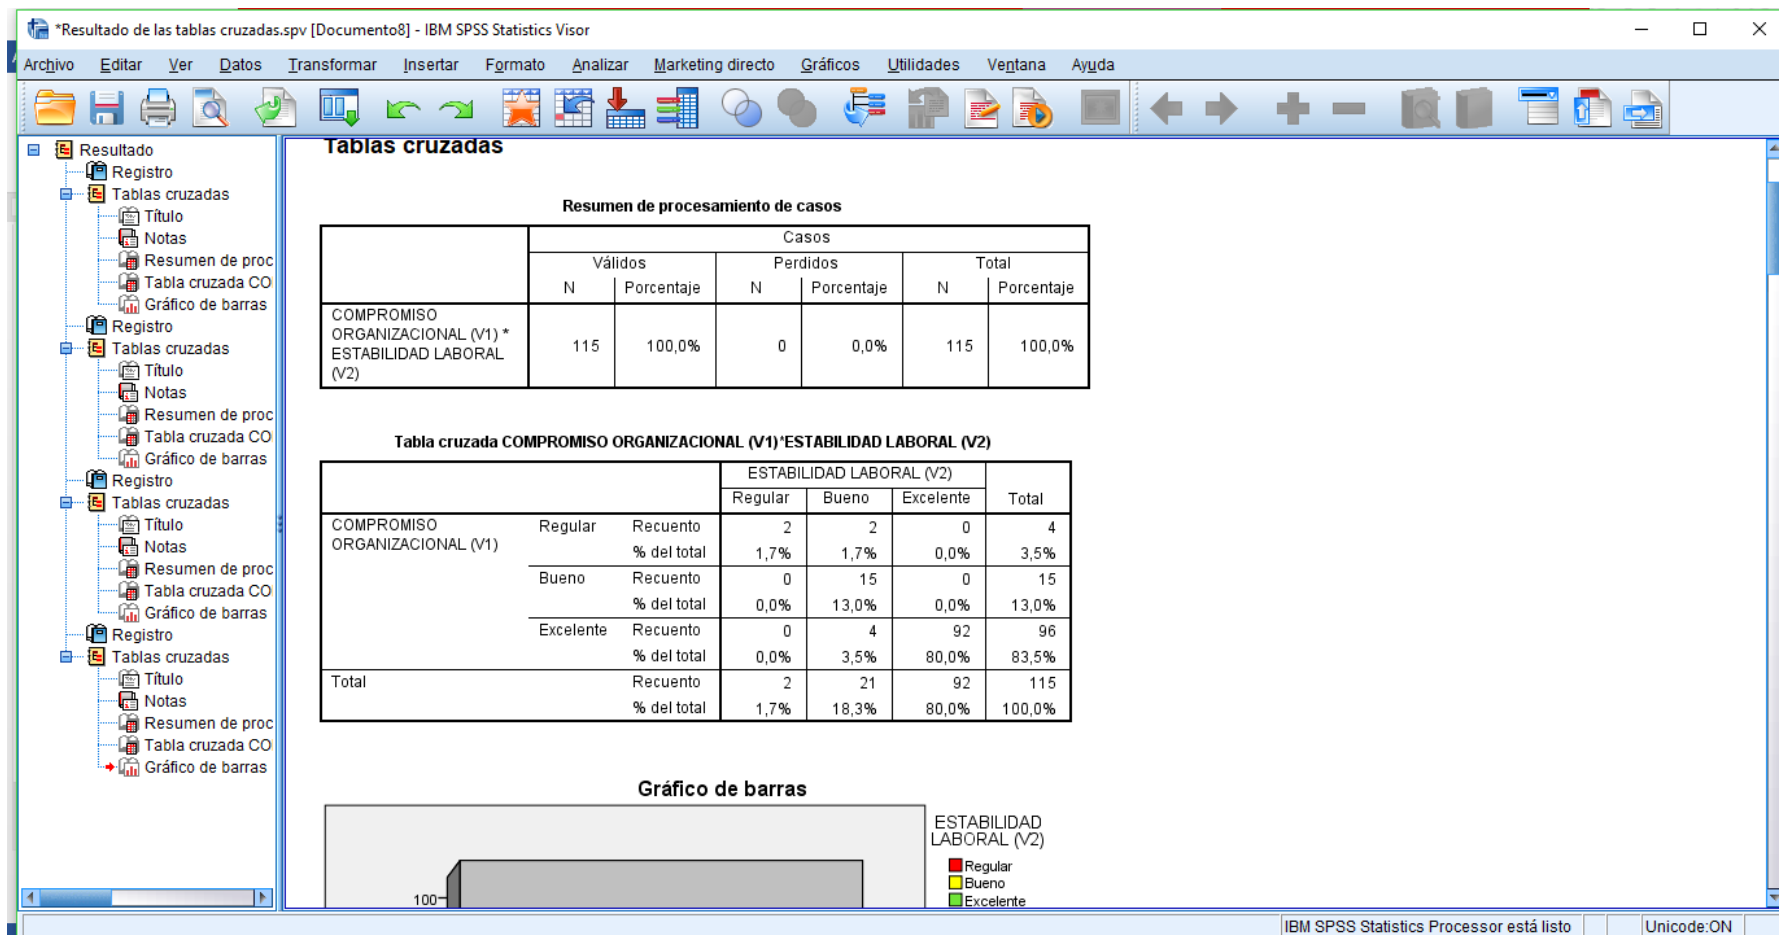 *Resultado de las tablas cruzadas.spv [Documento8] - IBM SPSS Statistics Visor
Archivo Editar Ver Datos Transformar Insertar Formato Analizar Marketing directo Gráficos Utilidades Ventana Ayuda
Resultado
Registro
Tablas cruzadas
Título
Notas
Resumen de proc
Tabla cruzada CO
Gráfico de barras
Registro
Tablas cruzadas
Título
Notas
Resumen de proc
Tabla cruzada CO
Gráfico de barras
Registro
Tablas cruzadas
Título
Notas
Resumen de proc
Tabla cruzada CO
Gráfico de barras
Registro
Tablas cruzadas
Título
Notas
Resumen de proc
Tabla cruzada CO
Gráfico de barras
Tablas cruzadas
Resumen de procesamiento de casos
Casos
Válidos Perdidos Total
N Porcentaje N Porcentaje N Porcentaje
COMPROMISO
ORGANIZACIONAL (V1) *
ESTABILIDAD LABORAL
(V2)
115 100,0% 0 0,0% 115 100,0%
Tabla cruzada COMPROMISO ORGANIZACIONAL (V1)*ESTABILIDAD LABORAL (V2)
ESTABILIDAD LABORAL (V2)
Regular Bueno Excelente Total
COMPROMISO
ORGANIZACIONAL (V1)
Regular Recuento 2 2 0 4
% del total 1,7% 1,7% 0,0% 3,5%
Bueno Recuento 0 15 0 15
% del total 0,0% 13,0% 0,0% 13,0%
Excelente Recuento 0 4 92 96
% del total 0,0% 3,5% 80,0% 83,5%
Total Recuento 2 21 92 115
% del total 1,7% 18,3% 80,0% 100,0%
Gráfico de barras
ESTABILIDAD
LABORAL (V2)
Regular
Bueno
Excelente
100
IBM SPSS Statistics Processor está listo Unicode:ON